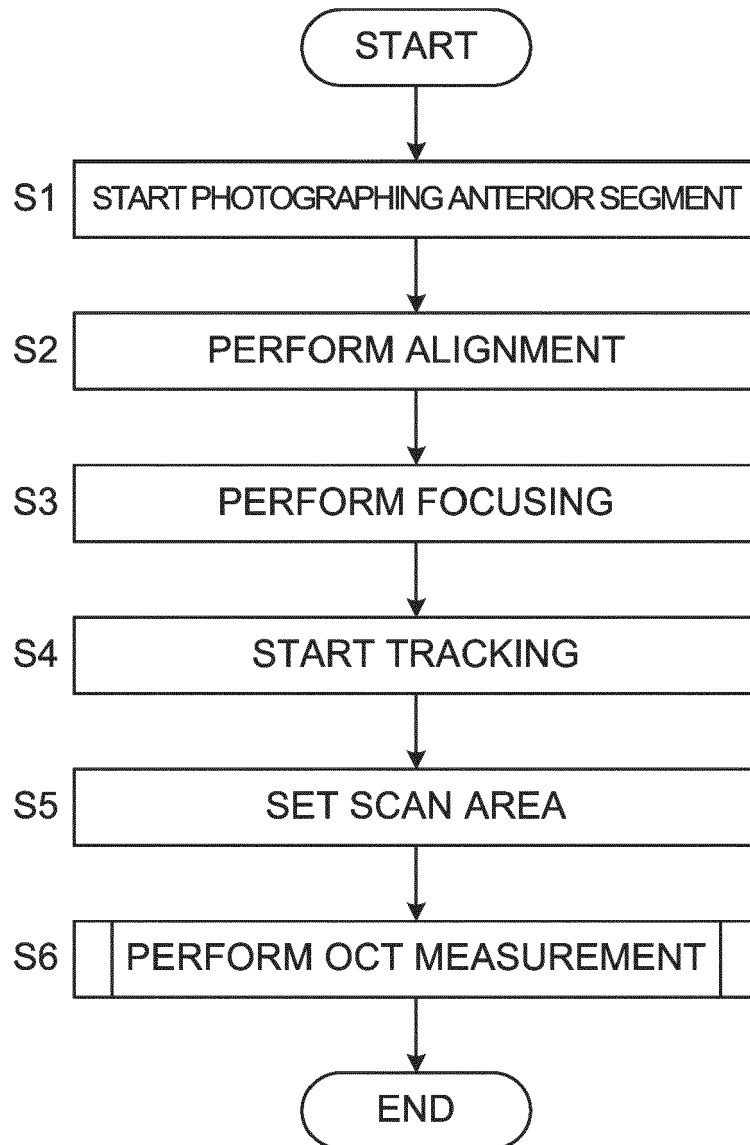 START
S1 START PHOTOGRAPHING ANTERIOR SEGMENT
S2 PERFORM ALIGNMENT
S3 PERFORM FOCUSING
S4 START TRACKING
S5 SET SCAN AREA
S6 PERFORM OCT MEASUREMENT
END